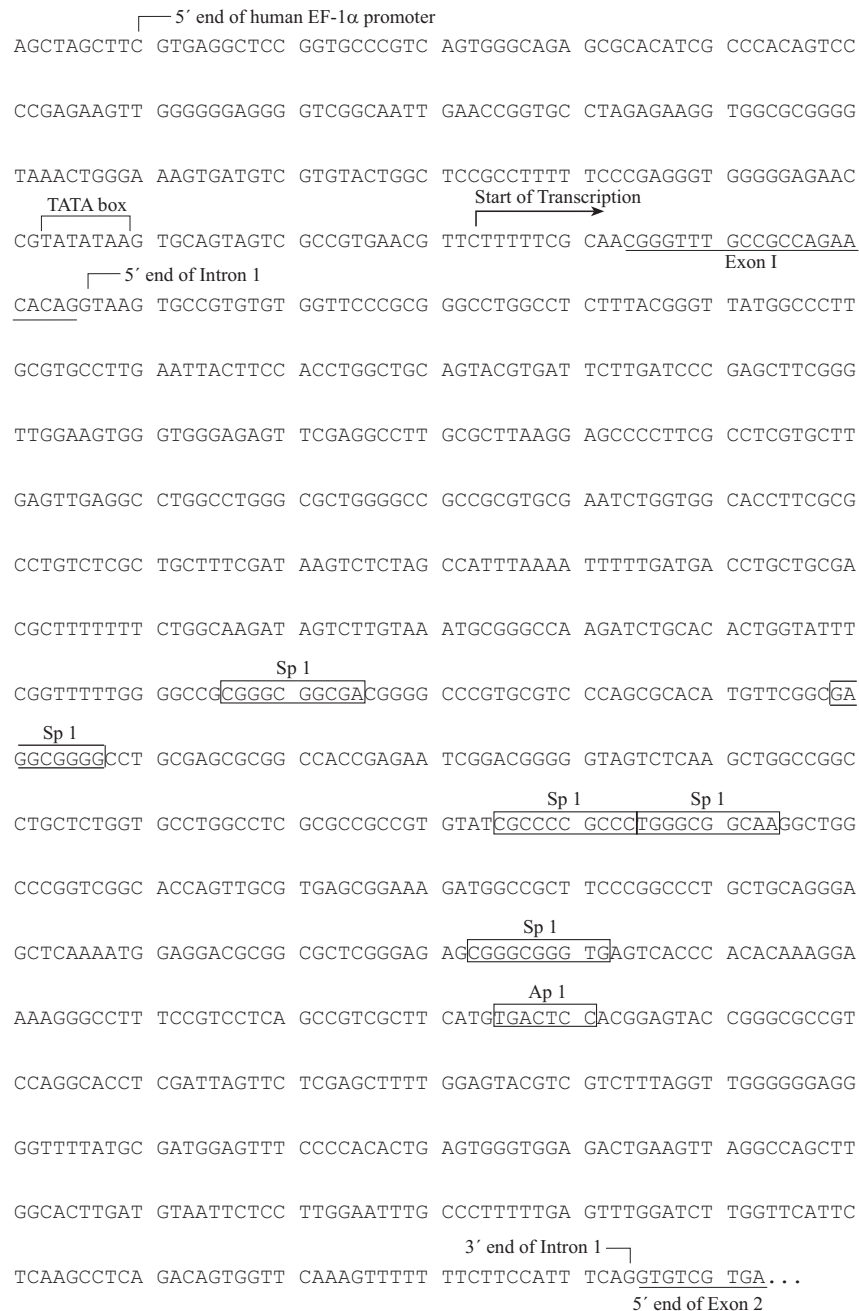 5´ end of human EF-1α promoter
AGCTAGCTTC GTGAGGCTCC GGTGCCCGTC AGTGGGCAGA GCGCACATCG CCCACAGTCC
CCGAGAAGTT GGGGGGAGGG GTCGGCAATT GAACCGGTGC CTAGAGAAGG TGGCGCGGGG
TAAACTGGGA AAGTGATGTC GTGTACTGGC TCCGCCTTTT TCCCGAGGGT GGGGGAGAAC
TATA box Start of Transcription
CGTATATAAG TGCAGTAGTC GCCGTGAACG TTCTTTTTCG CAACGGGTTT GCCGCCAGAA
Exon I
5´ end of Intron 1
CACAGGTAAG TGCCGTGTGT GGTTCCCGCG GGCCTGGCCT CTTTACGGGT TATGGCCCTT
GCGTGCCTTG AATTACTTCC ACCTGGCTGC AGTACGTGAT TCTTGATCCC GAGCTTCGGG
TTGGAAGTGG GTGGGAGAGT TCGAGGCCTT GCGCTTAAGG AGCCCCTTCG CCTCGTGCTT
GAGTTGAGGC CTGGCCTGGG CGCTGGGGCC GCCGCGTGCG AATCTGGTGG CACCTTCGCG
CCTGTCTCGC TGCTTTCGAT AAGTCTCTAG CCATTTAAAA TTTTTGATGA CCTGCTGCGA
CGCTTTTTTT CTGGCAAGAT AGTCTTGTAA ATGCGGGCCA AGATCTGCAC ACTGGTATTT
Sp 1
CGGTTTTTGG GGCCGCGGGC GGCGACGGGG CCCGTGCGTC CCAGCGCACA TGTTCGGCGA
Sp 1
GGCGGGGCCT GCGAGCGCGG CCACCGAGAA TCGGACGGGG GTAGTCTCAA GCTGGCCGGC
Sp 1 Sp 1
CTGCTCTGGT GCCTGGCCTC GCGCCGCCGT GTATCGCCCC GCCCTGGGCG GCAAGGCTGG
CCCGGTCGGC ACCAGTTGCG TGAGCGGAAA GATGGCCGCT TCCCGGCCCT GCTGCAGGGA
Sp 1
GCTCAAAATG GAGGACGCGG CGCTCGGGAG AGCGGGCGGG TGAGTCACCC ACACAAAGGA
Ap 1
AAAGGGCCTT TCCGTCCTCA GCCGTCGCTT CATGTGACTCC ACGGAGTACC GGGCGCCGT
CCAGGCACCT CGATTAGTTC TCGAGCTTTT GGAGTACGTC GTCTTTAGGT TGGGGGGAGG
GGTTTTATGC GATGGAGTTT CCCCACACTG AGTGGGTGGA GACTGAAGTT AGGCCAGCTT
GGCACTTGAT GTAATTCTCC TTGGAATTTG CCCTTTTTGA GTTTGGATCT TGGTTCATTC
3´ end of Intron 1
TCAAGCCTCA GACAGTGGTT CAAAGTTTTT TTCTTCCATT TCAGGTGTCG TGA...
5´ end of Exon 2